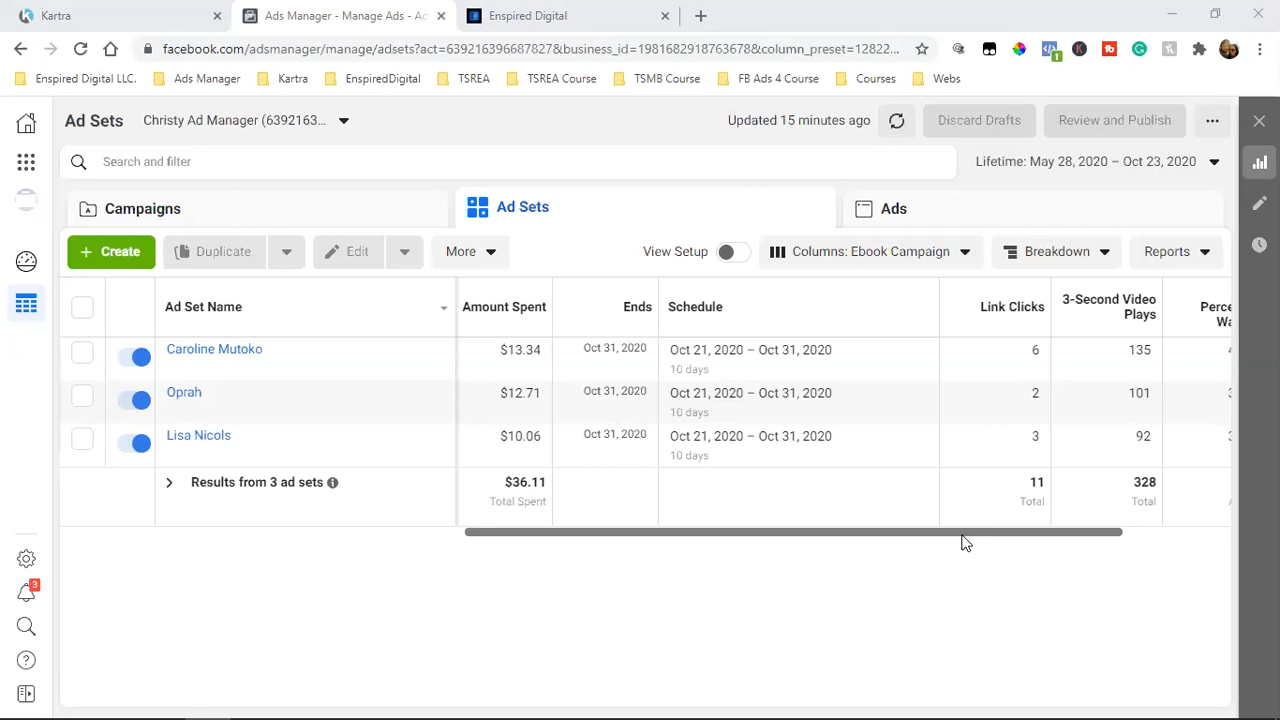 Kartra
Ads Manager - Manage Ads - Ac
Enspired Digital
facebook.com/adsmanager/manage/adsets?act=639216396687827&business_id=1981682918763678&column_preset=12822...
1
Enspired Digital LLC.
Ads Manager
Kartra
EnspiredDigital
TSREA
TSREA Course
TSMB Course
FB Ads 4 Course
Courses
Webs
Ad Sets
Christy Ad Manager (6392163...
Updated 15 minutes ago
Discard Drafts
Review and Publish
Search and filter
Lifetime: May 28, 2020 – Oct 23, 2020
Campaigns
Ad Sets
Ads
+ Create
Duplicate
Edit
More
View Setup
Columns: Ebook Campaign
Breakdown
Reports
Ad Set Name
Amount Spent
Ends
Schedule
Link Clicks
3-Second Video
Plays
Perce
Wa
Caroline Mutoko
$13.34
Oct 31, 2020
Oct 21, 2020 – Oct 31, 2020
10 days
6
135
Oprah
$12.71
Oct 31, 2020
Oct 21, 2020 – Oct 31, 2020
10 days
2
101
Lisa Nicols
$10.06
Oct 31, 2020
Oct 21, 2020 – Oct 31, 2020
10 days
3
92
Results from 3 ad sets
$36.11
Total Spent
11
Total
328
Total
3